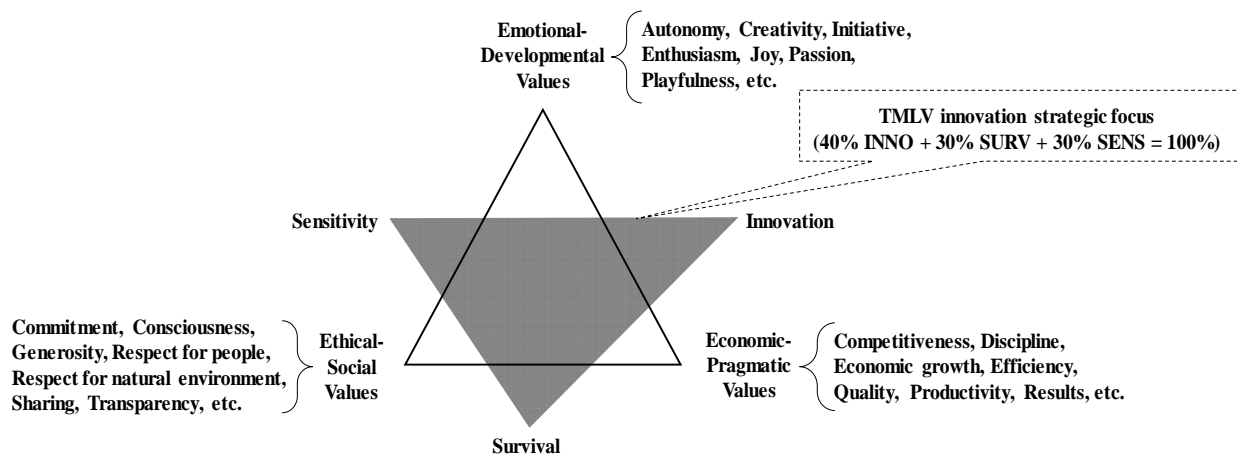 Emotional-
Developmental
Values
Autonomy, Creativity, Initiative,
Enthusiasm, Joy, Passion,
Playfulness, etc.
TMLV innovation strategic focus
(40% INNO + 30% SURV + 30% SENS = 100%)
Sensitivity
Innovation
Commitment, Consciousness,
Generosity, Respect for people,
Respect for natural environment,
Sharing, Transparency, etc.
Ethical-
Social
Values
Economic-
Pragmatic
Values
Competitiveness, Discipline,
Economic growth, Efficiency,
Quality, Productivity, Results, etc.
Survival